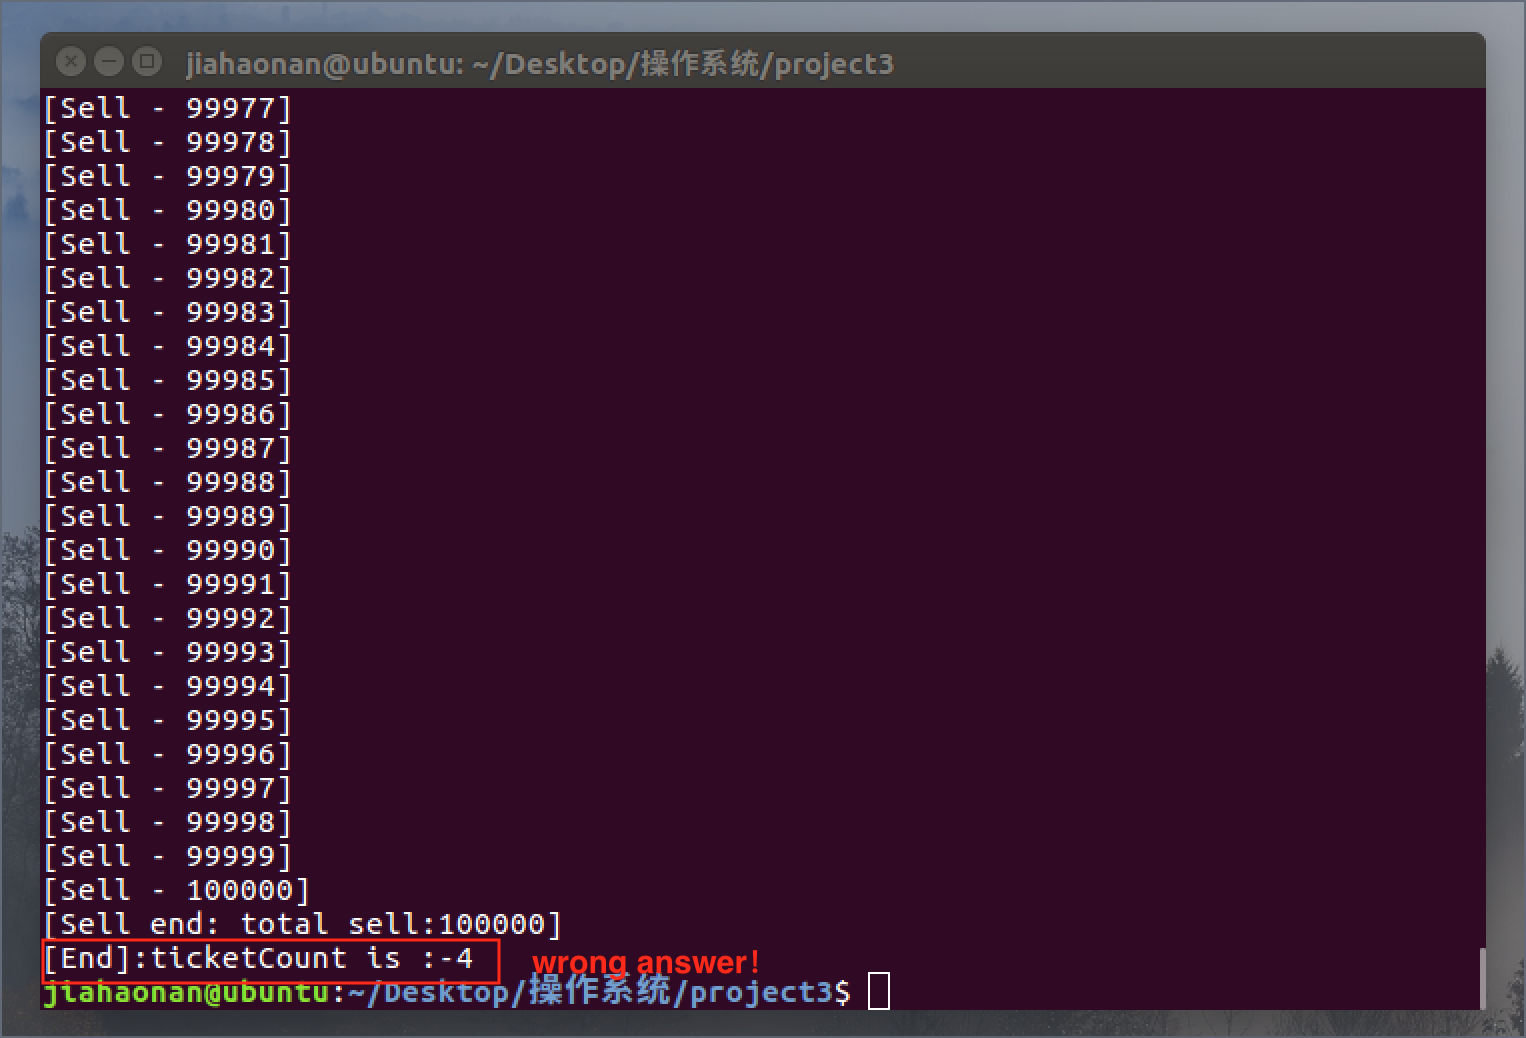 jiahaonan@ubuntu: ~/Desktop/操作系统/project3
[Sell - 99977]
[Sell - 99978]
[Sell - 99979]
[Sell - 99980]
[Sell - 99981]
[Sell - 99982]
[Sell - 99983]
[Sell - 99984]
[Sell - 99985]
[Sell - 99986]
[Sell - 99987]
[Sell - 99988]
[Sell - 99989]
[Sell - 99990]
[Sell - 99991]
[Sell - 99992]
[Sell - 99993]
[Sell - 99994]
[Sell - 99995]
[Sell - 99996]
[Sell - 99997]
[Sell - 99998]
[Sell - 99999]
[Sell - 100000]
[Sell end: total sell:100000]
[End]:ticketCount is :-4 wrong answer!
jiahaonan@ubuntu:~/Desktop/操作系统/project3$